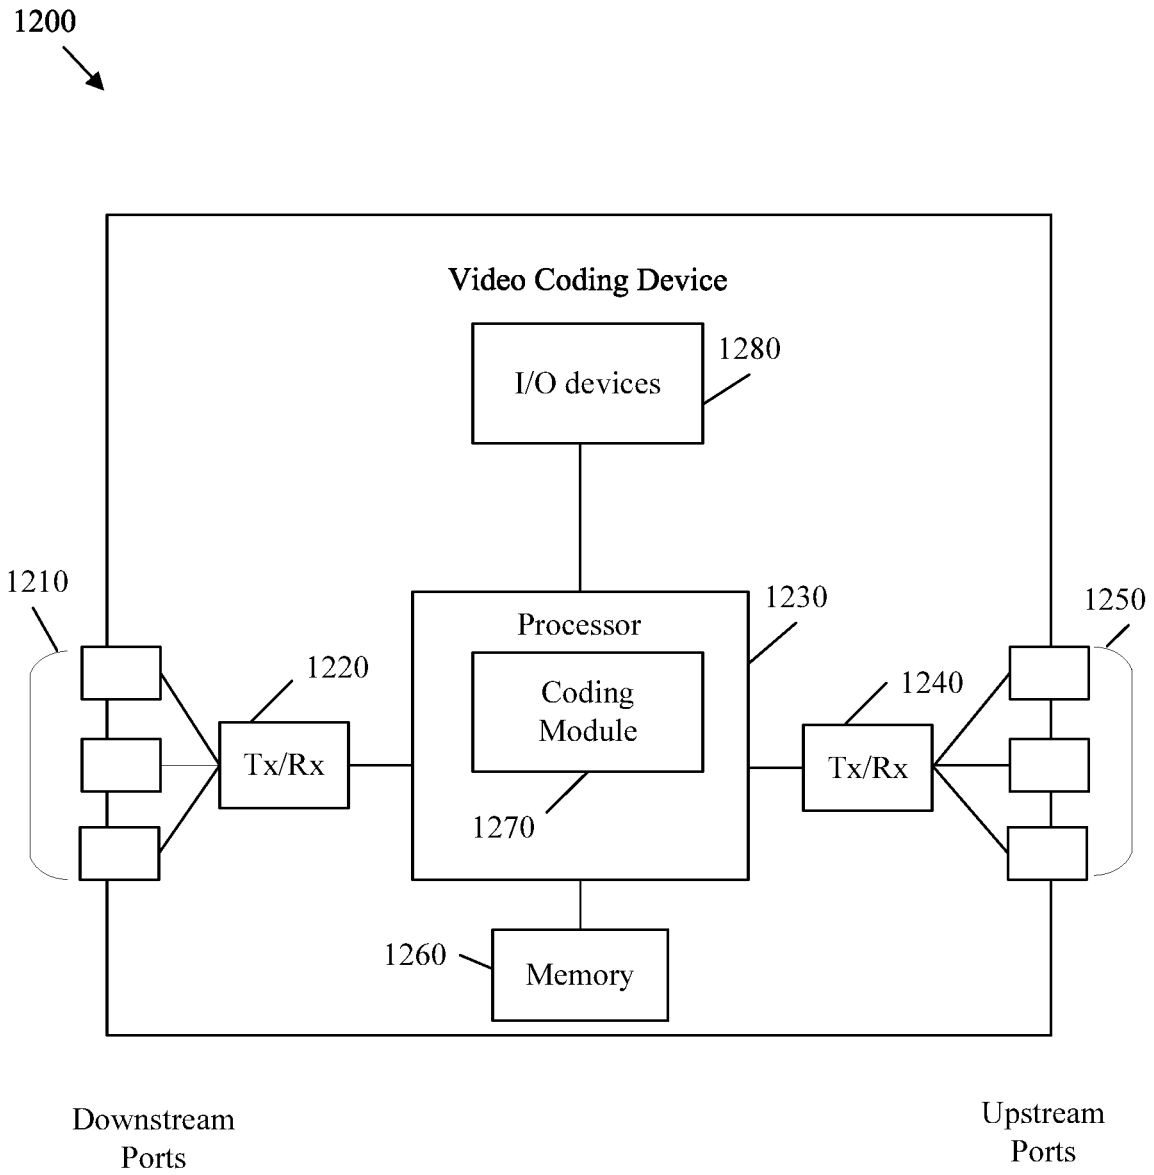 1200
Video Coding Device
1280
I/O devices
1210
1230
1250
Processor
1220
1240
Coding
Module
Tx/Rx
Tx/Rx
1270
1260
Memory
Downstream
Ports
Upstream
Ports